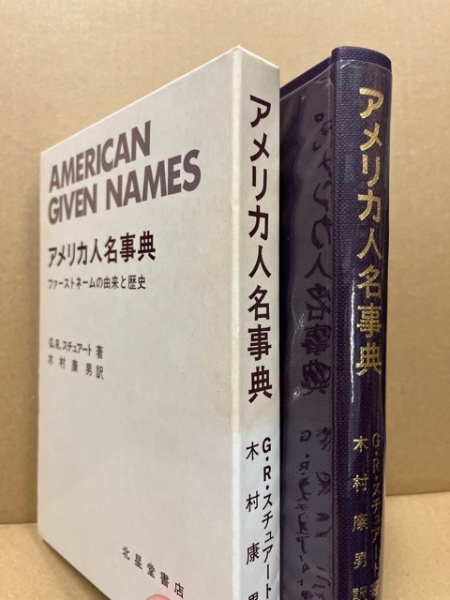 AMERICAN
GIVEN NAMES
アメリカ人名事典
ファーストネームの由来と歴史
G.R.スチュアート 著
木村康男訳
北星堂書店
アメリカ人名事典
G・R・スチュアート
木村康男
アメリカ人名事典
G・R・スチュアート著
木村康男訳